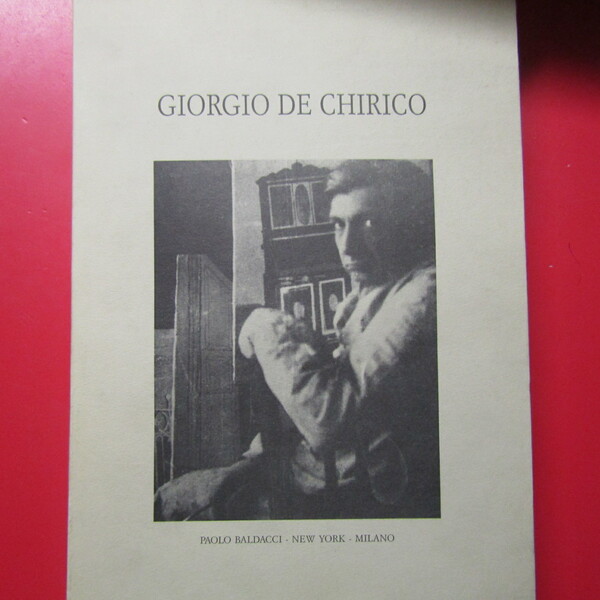 GIORGIO DE CHIRICO
PAOLO BALDACCI - NEW YORK - MILANO